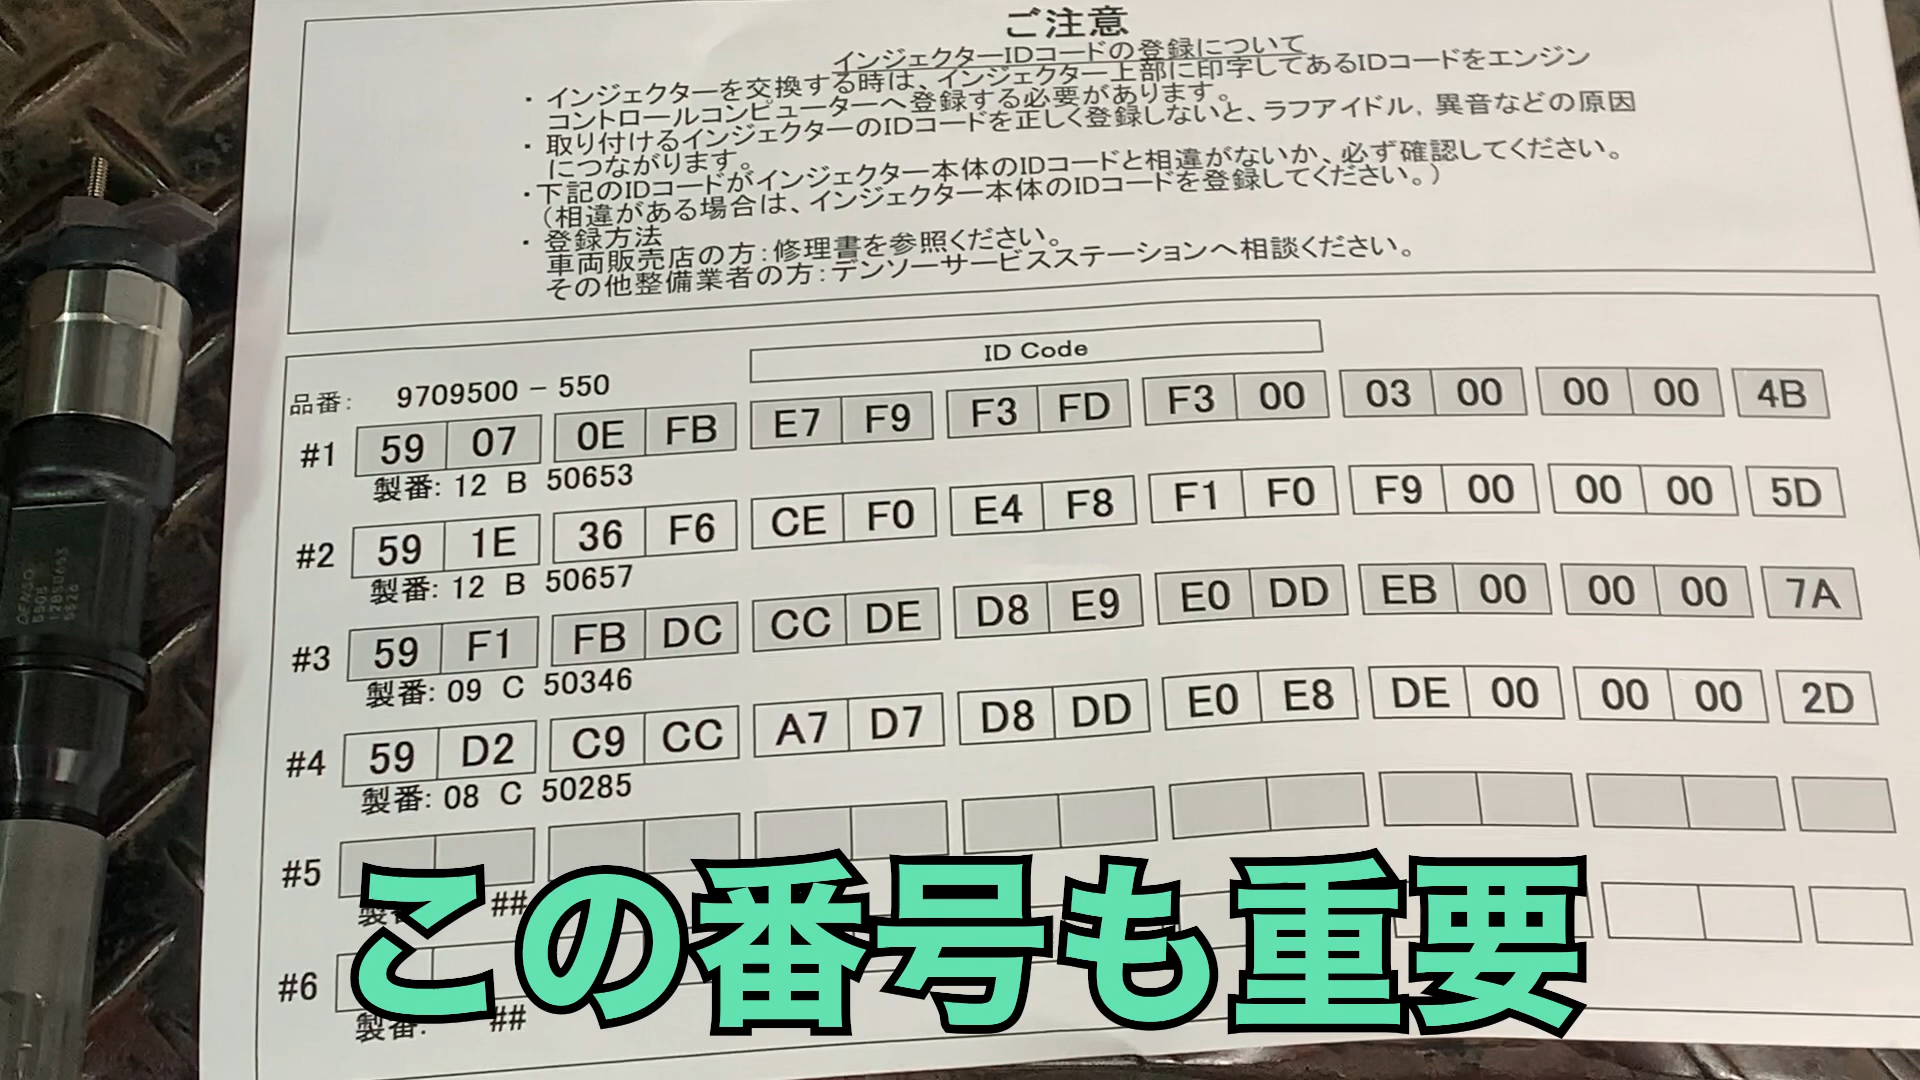 ご注意
インジェクターIDコードの登録について
・インジェクターを交換する時は、インジェクター上部に印字してあるIDコードをエンジン
コントロールコンピューターへ登録する必要があります。
・取り付けるインジェクターのIDコードを正しく登録しないと、ラフアイドル, 異音などの原因
につながります。
・下記のIDコードがインジェクター本体のIDコードと相違がないか、必ず確認してください。
(相違がある場合は、インジェクター本体のIDコードを登録してください。)
・登録方法
車両販売店の方:修理書を参照ください。
その他整備業者の方:デンソーサービスステーションへ相談ください。
ID Code
品番: 9709500-550
#1 59 07 0E FB E7 F9 F3 FD F3 00 03 00 00 00 4B
製番: 12 B 50653
#2 59 1E 36 F6 CE F0 E4 F8 F1 F0 F9 00 00 00 5D
製番: 12 B 50657
#3 59 F1 FB DC CC DE D8 E9 E0 DD EB 00 00 00 7A
製番: 09 C 50346
#4 59 D2 C9 CC A7 D7 D8 DD E0 E8 DE 00 00 00 2D
製番: 08 C 50285
#5
製番 ##
#6
製番: ##
この番号も重要